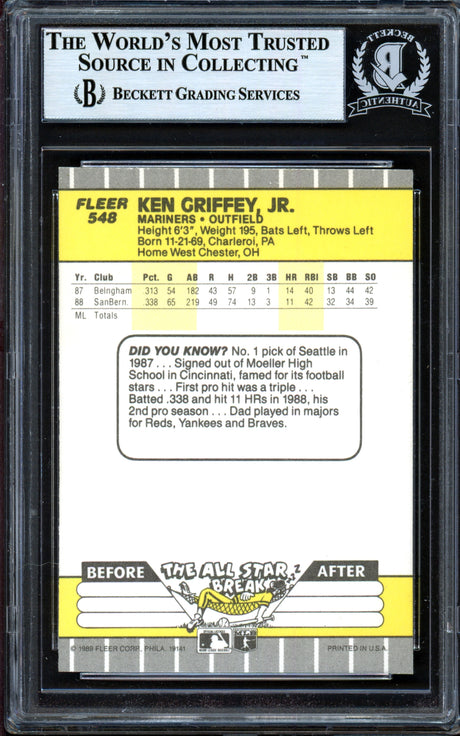 THE WORLD'S MOST TRUSTED
SOURCE IN COLLECTING™
B BECKETT GRADING SERVICES
BECKETT
B
AUTHENTIC
FLEER
548
KEN GRIFFEY, JR.
MARINERS • OUTFIELD
Height 6'3", Weight 195, Bats Left, Throws Left
Born 11-21-69, Charleroi, PA
Home West Chester, OH
Yr. Club Pct. G AB R H 2B 3B HR RBI SB BB SO
87 Belngham .313 54 182 43 57 9 1 14 40 13 44 42
88 SanBern. .338 65 219 49 74 13 3 11 42 32 34 39
ML Totals
DID YOU KNOW? No. 1 pick of Seattle in
1987 . . . Signed out of Moeller High
School in Cincinnati, famed for its football
stars . . . First pro hit was a triple . . .
Batted .338 and hit 11 HRs in 1988, his
2nd pro season . . . Dad played in majors
for Reds, Yankees and Braves.
BEFORE THE ALL STAR BREAK AFTER
© 1989 FLEER CORP., PHILA. 19141 PRINTED IN U.S.A.